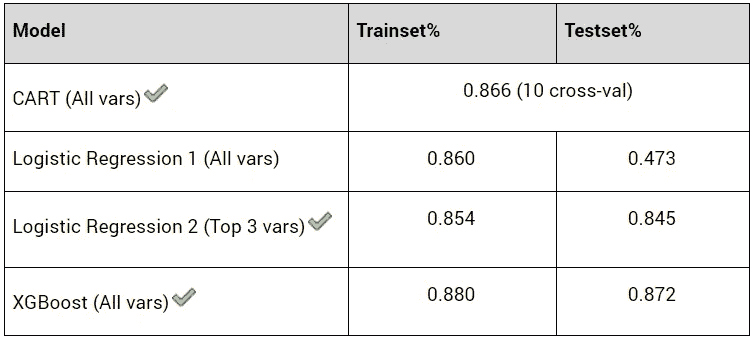 Model Trainset% Testset%
CART (All vars) ✔ 0.866 (10 cross-val)
Logistic Regression 1 (All vars) 0.860 0.473
Logistic Regression 2 (Top 3 vars) ✔ 0.854 0.845
XGBoost (All vars) ✔ 0.880 0.872